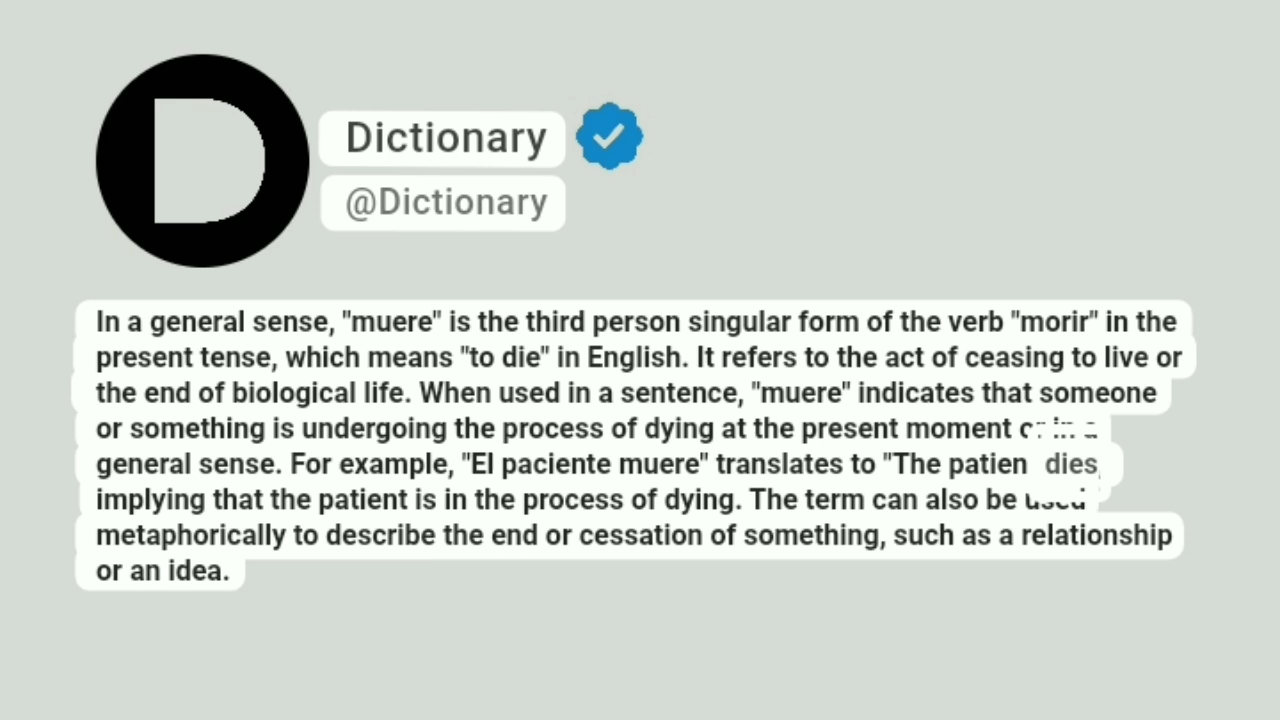 D
Dictionary
@Dictionary
In a general sense, "muere" is the third person singular form of the verb "morir" in the
present tense, which means "to die" in English. It refers to the act of ceasing to live or
the end of biological life. When used in a sentence, "muere" indicates that someone
or something is undergoing the process of dying at the present moment or in a
general sense. For example, "El paciente muere" translates to "The patien dies,
implying that the patient is in the process of dying. The term can also be used
metaphorically to describe the end or cessation of something, such as a relationship
or an idea.